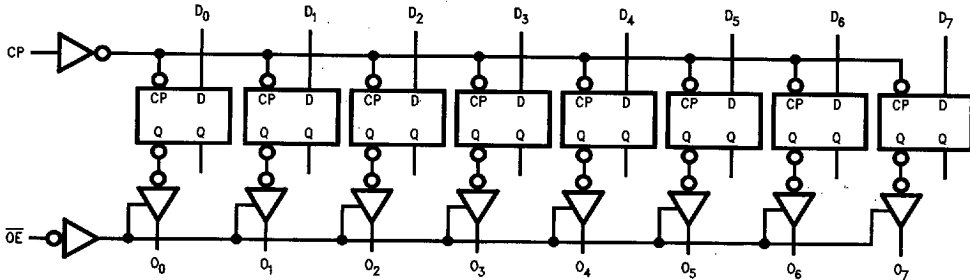 D0 D1 D2 D3 D4 D5 D6 D7
CP
CP D CP D CP D CP D CP D CP D CP D CP D
Q Q Q Q Q Q Q Q Q Q Q Q Q Q Q Q
OE
O0 O1 O2 O3 O4 O5 O6 O7